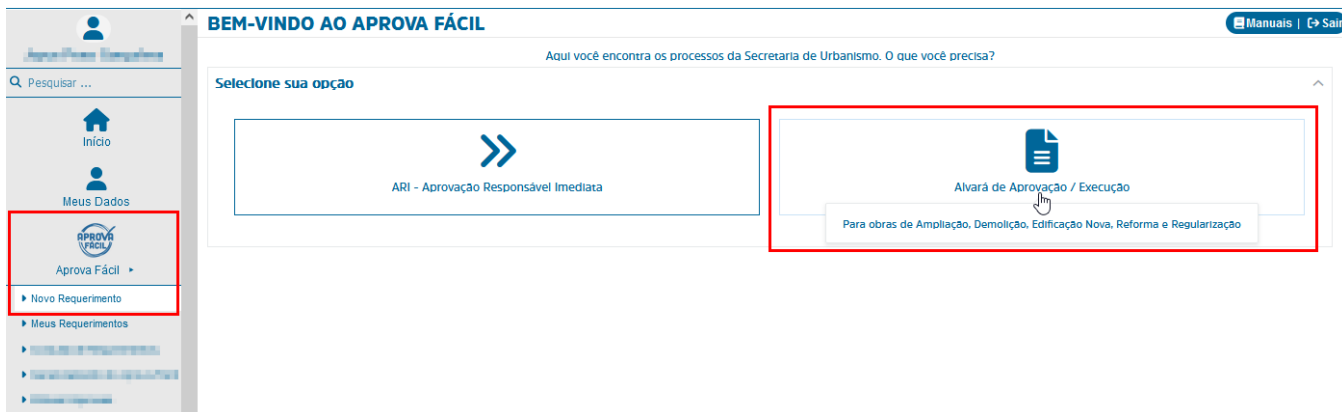 BEM-VINDO AO APROVA FÁCIL
Manuais | Sair
Aqui você encontra os processos da Secretaria de Urbanismo. O que você precisa?
Pesquisar ...
Início
Meus Dados
APROVA
FÁCIL
Aprova Fácil
Novo Requerimento
Meus Requerimentos
Selecione sua opção
ARI - Aprovação Responsável Imediata
Alvará de Aprovação / Execução
Para obras de Ampliação, Demolição, Edificação Nova, Reforma e Regularização